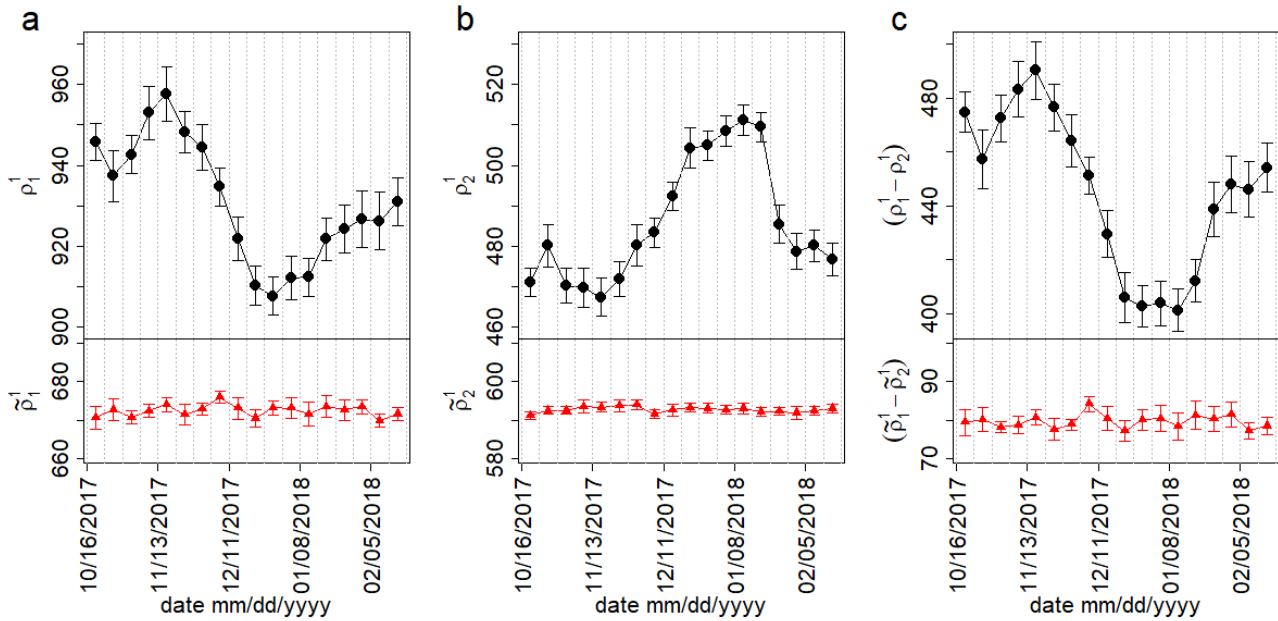 a
960
940
920
900
680
660
ρ₁¹
ρ̃₁¹
10/16/2017
11/13/2017
12/11/2017
01/08/2018
02/05/2018
date mm/dd/yyyy
b
520
500
480
460
600
580
ρ₂¹
ρ̃₂¹
10/16/2017
11/13/2017
12/11/2017
01/08/2018
02/05/2018
date mm/dd/yyyy
c
480
440
400
90
70
(ρ₁¹ − ρ₂¹)
(ρ̃₁¹ − ρ̃₂¹)
10/16/2017
11/13/2017
12/11/2017
01/08/2018
02/05/2018
date mm/dd/yyyy